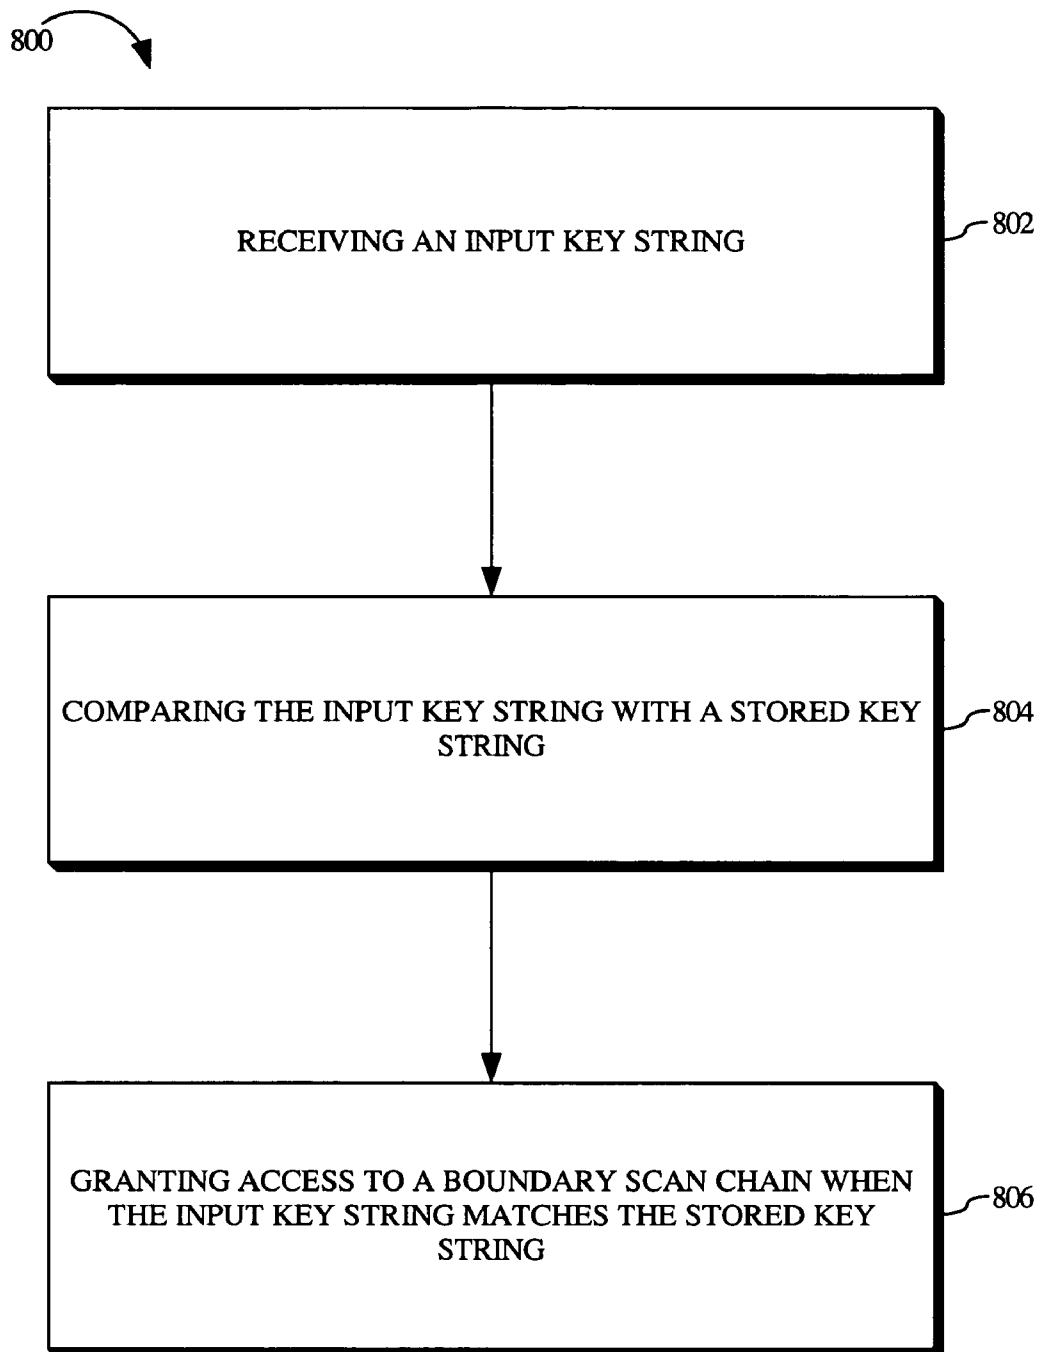 800
RECEIVING AN INPUT KEY STRING
802
COMPARING THE INPUT KEY STRING WITH A STORED KEY
STRING
804
GRANTING ACCESS TO A BOUNDARY SCAN CHAIN WHEN
THE INPUT KEY STRING MATCHES THE STORED KEY
STRING
806